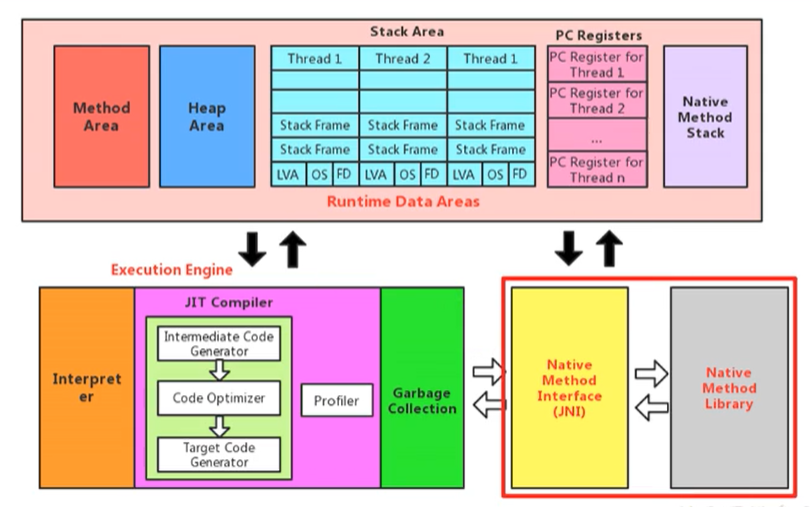 Stack Area
PC Registers
Method
Area
Heap
Area
Thread 1
Thread 2
Thread 1
Stack Frame
Stack Frame
Stack Frame
Stack Frame
Stack Frame
Stack Frame
LVA
OS
FD
LVA
OS
FD
LVA
OS
FD
PC Register for
Thread 1
PC Register for
Thread 2
...
PC Register for
Thread n
Native
Method
Stack
Runtime Data Areas
Execution Engine
Interpret
er
JIT Compiler
Intermediate Code
Generator
Code Optimizer
Target Code
Generator
Profiler
Garbage
Collection
Native
Method
Interface
(JNI)
Native
Method
Library